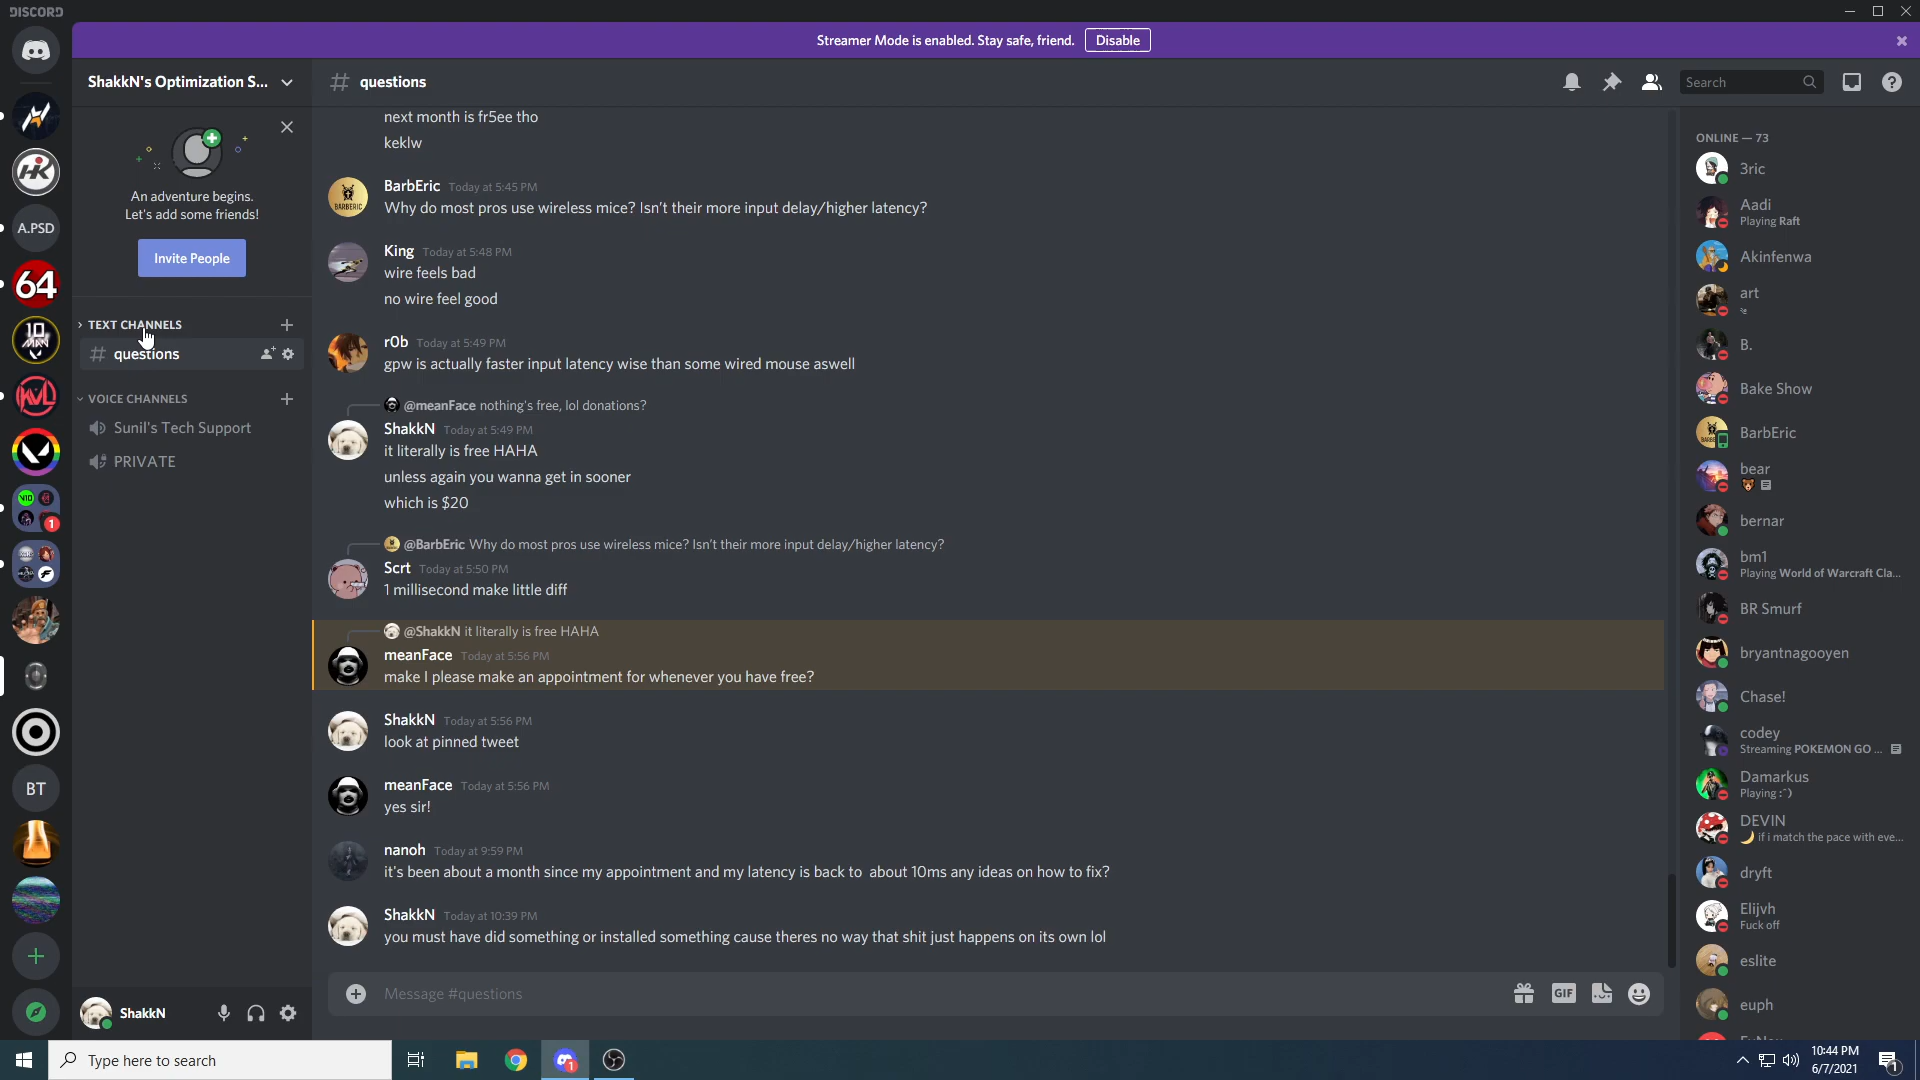 DISCORD
Streamer Mode is enabled. Stay safe, friend. Disable
ShakkN's Optimization S...
An adventure begins.
Let's add some friends!
Invite People
TEXT CHANNELS
questions
VOICE CHANNELS
Sunil's Tech Support
PRIVATE
A.PSD
64
10
MAN
KVL
N10
1
BT
ShakkN
# questions
Search
next month is fr5ee tho
keklw
BARBERIC
BarbEric Today at 5:45 PM
Why do most pros use wireless mice? Isn't their more input delay/higher latency?
King Today at 5:48 PM
wire feels bad
no wire feel good
r0b Today at 5:49 PM
gpw is actually faster input latency wise than some wired mouse aswell
@meanFace nothing's free, lol donations?
ShakkN Today at 5:49 PM
it literally is free HAHA
unless again you wanna get in sooner
which is $20
@BarbEric Why do most pros use wireless mice? Isn't their more input delay/higher latency?
Scrt Today at 5:50 PM
1 millisecond make little diff
@ShakkN it literally is free HAHA
meanFace Today at 5:56 PM
make I please make an appointment for whenever you have free?
ShakkN Today at 5:56 PM
look at pinned tweet
meanFace Today at 5:56 PM
yes sir!
nanoh Today at 9:59 PM
it's been about a month since my appointment and my latency is back to about 10ms any ideas on how to fix?
ShakkN Today at 10:39 PM
you must have did something or installed something cause theres no way that shit just happens on its own lol
Message #questions
GIF
ONLINE — 73
3ric
Aadi
Playing Raft
Akinfenwa
art
B.
Bake Show
BarbEric
bear
bernar
bm1
Playing World of Warcraft Cla...
BR Smurf
bryantnagooyen
Chase!
codey
Streaming POKEMON GO ...
Damarkus
Playing :ˆ)
DEVIN
🌙 if i match the pace with eve...
dryft
Elijvh
Fuck off
eslite
euph
Type here to search
1
10:44 PM
6/7/2021
1